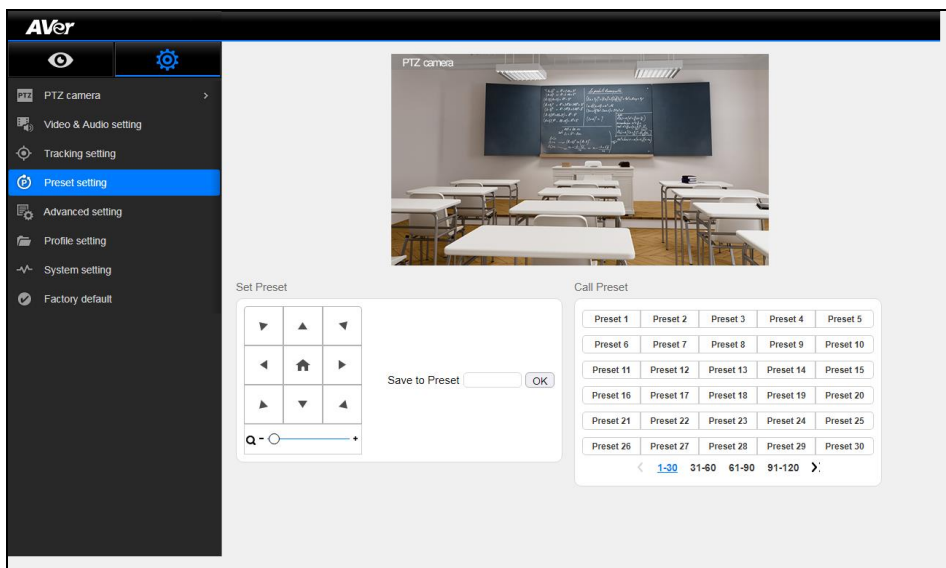 AVer
PTZ camera
PTZ PTZ camera
Video & Audio setting
Tracking setting
P Preset setting
Advanced setting
Profile setting
System setting
Factory default
Set Preset
Save to Preset OK
- +
Call Preset
Preset 1 Preset 2 Preset 3 Preset 4 Preset 5
Preset 6 Preset 7 Preset 8 Preset 9 Preset 10
Preset 11 Preset 12 Preset 13 Preset 14 Preset 15
Preset 16 Preset 17 Preset 18 Preset 19 Preset 20
Preset 21 Preset 22 Preset 23 Preset 24 Preset 25
Preset 26 Preset 27 Preset 28 Preset 29 Preset 30
1-30 31-60 61-90 91-120